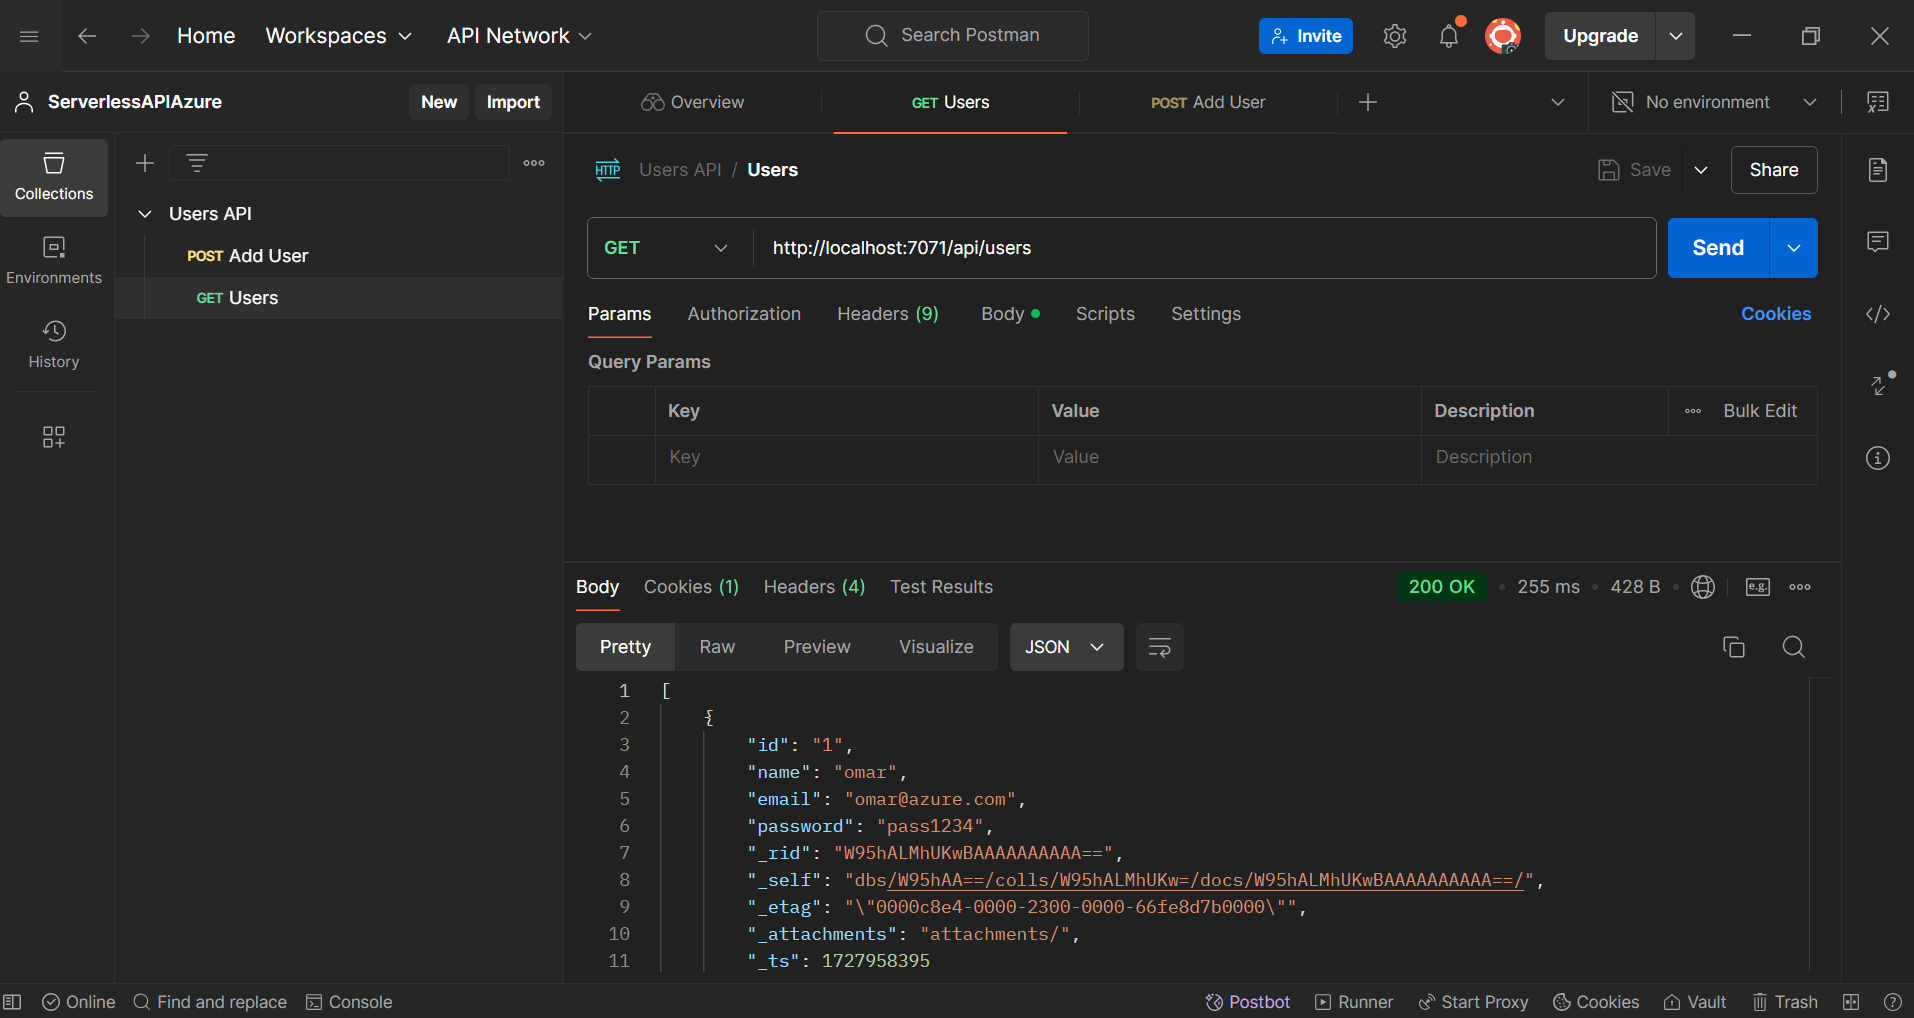 Home Workspaces API Network Search Postman Invite Upgrade
ServerlessAPIAzure New Import Overview GET Users POST Add User No environment
Collections
Environments
History
Users API
POST Add User
GET Users
HTTP Users API / Users Save Share
GET http://localhost:7071/api/users Send
Params Authorization Headers (9) Body Scripts Settings Cookies
Query Params
Key Value Description Bulk Edit
Key Value Description
Body Cookies (1) Headers (4) Test Results 200 OK 255 ms 428 B e.g.
Pretty Raw Preview Visualize JSON
1 [
2 {
3 "id": "1",
4 "name": "omar",
5 "email": "omar@azure.com",
6 "password": "pass1234",
7 "_rid": "W95hALMhUKwBAAAAAAAAAA==",
8 "_self": "dbs/W95hAA==/colls/W95hALMhUKw=/docs/W95hALMhUKwBAAAAAAAAAA==/",
9 "_etag": "\"0000c8e4-0000-2300-0000-66fe8d7b0000\"",
10 "_attachments": "attachments/",
11 "_ts": 1727958395
Online Find and replace Console Postbot Runner Start Proxy Cookies Vault Trash